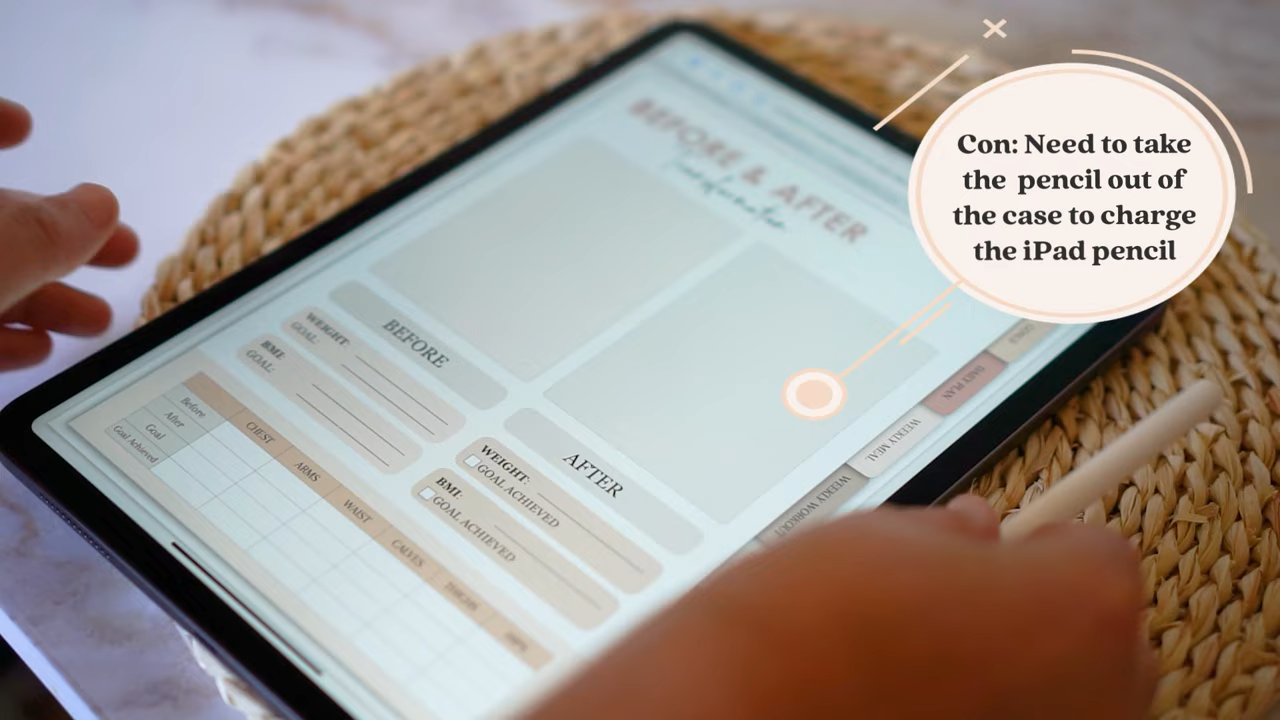 Con: Need to take
the pencil out of
the case to charge
the iPad pencil
BEFORE & AFTER
BEFORE
WEIGHT:
GOAL:
BMI:
GOAL:
AFTER
WEIGHT:
GOAL ACHIEVED
BMI:
GOAL ACHIEVED
Before
After
Goal
Goal Achieved
CHEST
ARMS
WAIST
CALVES
THIGHS
HIPS
GOALS
DAILY PLAN
WEEKLY MEAL
WEEKLY WORKOUT